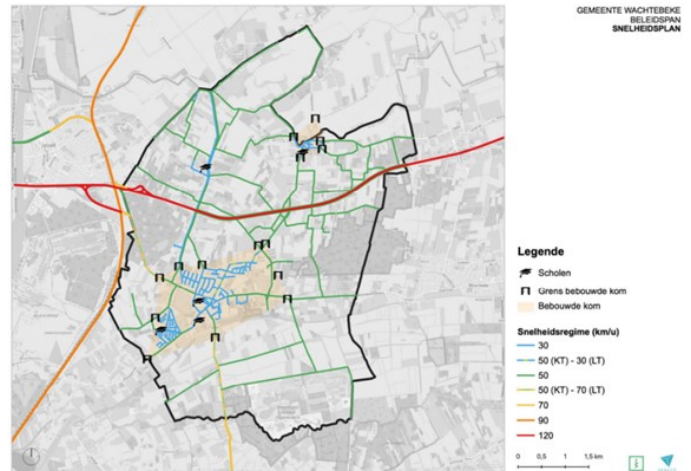 GEMEENTE WACHTEBEKE
BELEIDSPAN
SNELHEIDSPLAN
Legende
Scholen
Grens bebouwde kom
Bebouwde kom
Snelheidsregime (km/u)
30
50 (KT) - 30 (LT)
50
50 (KT) - 70 (LT)
70
90
120
0 0,5 1 1,5 km